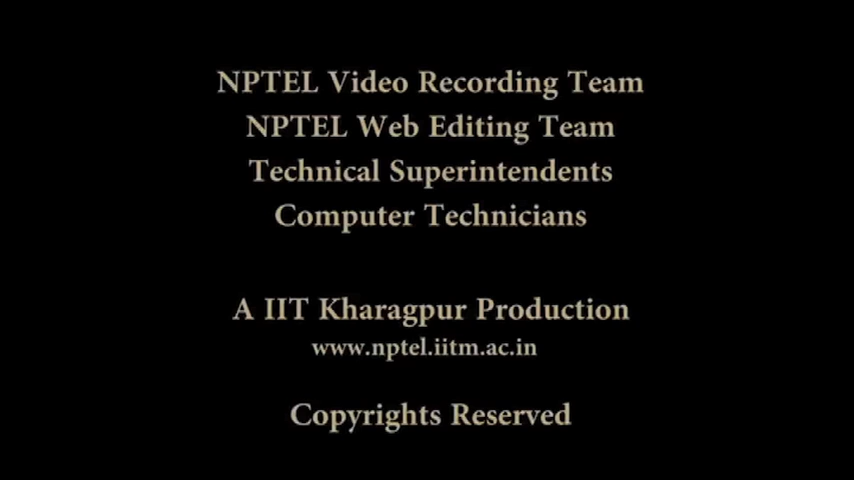 NPTEL Video Recording Team
NPTEL Web Editing Team
Technical Superintendents
Computer Technicians
A IIT Kharagpur Production
www.nptel.iitm.ac.in
Copyrights Reserved